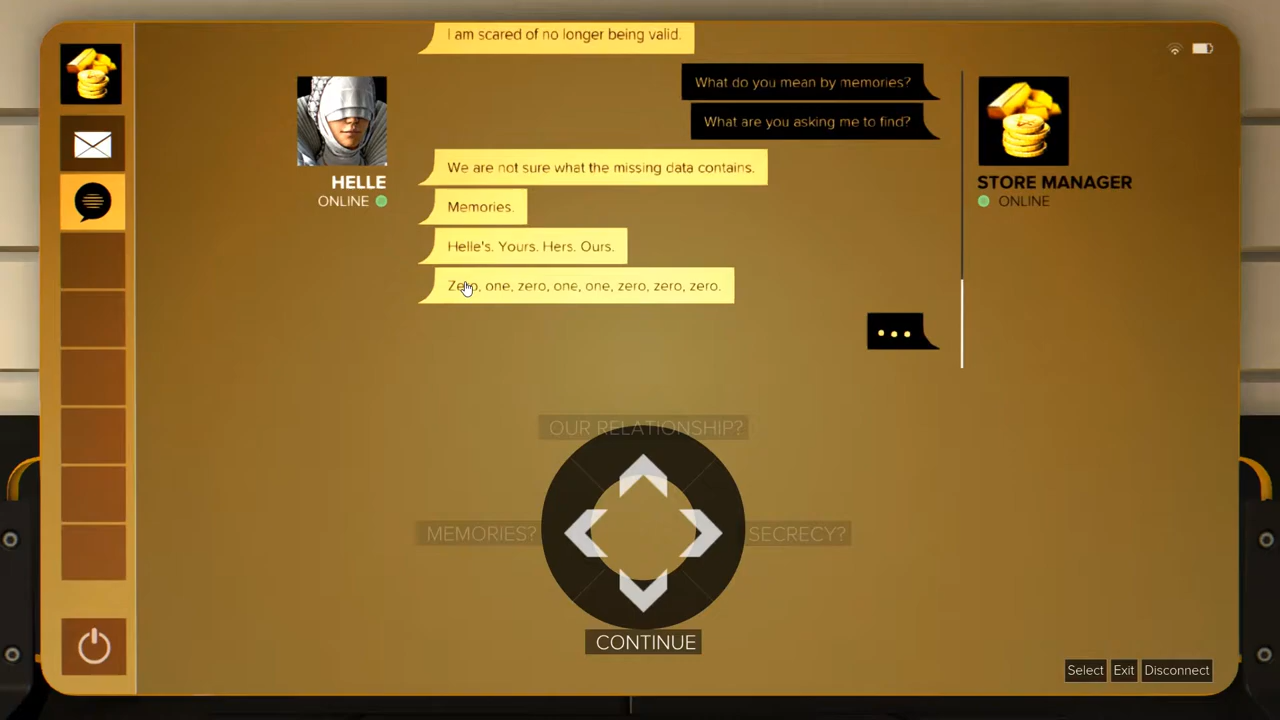 I am scared of no longer being valid.
What do you mean by memories?
What are you asking me to find?
HELLE
ONLINE
STORE MANAGER
ONLINE
We are not sure what the missing data contains.
Memories.
Helle's. Yours. Hers. Ours.
Zero, one, zero, one, one, zero, zero, zero.
OUR RELATIONSHIP?
MEMORIES?
SECRECY?
CONTINUE
Select
Exit
Disconnect